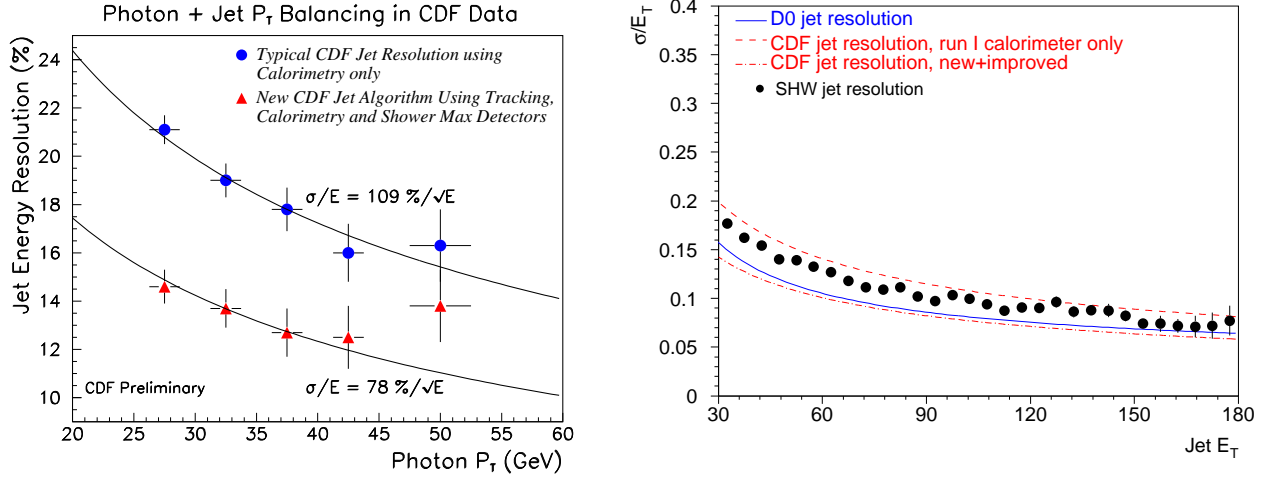 Photon + Jet P_T Balancing in CDF Data
Jet Energy Resolution (%)
24
22
20
18
16
14
12
10
Typical CDF Jet Resolution using
Calorimetry only
New CDF Jet Algorithm Using Tracking,
Calorimetry and Shower Max Detectors
σ/E = 109 %/√E
σ/E = 78 %/√E
CDF Preliminary
20 25 30 35 40 45 50 55 60
Photon P_T (GeV)
σ/E_T
0.4
0.35
0.3
0.25
0.2
0.15
0.1
0.05
0
D0 jet resolution
CDF jet resolution, run I calorimeter only
CDF jet resolution, new+improved
SHW jet resolution
30 60 90 120 150 180
Jet E_T